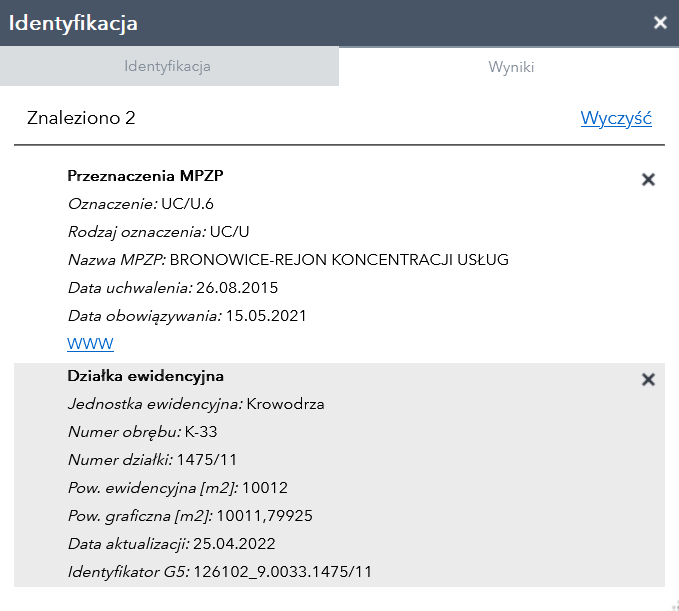 Identyfikacja
Identyfikacja
Wyniki
Znaleziono 2
Wyczyść
Przeznaczenia MPZP
Oznaczenie: UC/U.6
Rodzaj oznaczenia: UC/U
Nazwa MPZP: BRONOWICE-REJON KONCENTRACJI USŁUG
Data uchwalenia: 26.08.2015
Data obowiązywania: 15.05.2021
WWW
Działka ewidencyjna
Jednostka ewidencyjna: Krowodrza
Numer obrębu: K-33
Numer działki: 1475/11
Pow. ewidencyjna [m2]: 10012
Pow. graficzna [m2]: 10011,79925
Data aktualizacji: 25.04.2022
Identyfikator G5: 126102_9.0033.1475/11